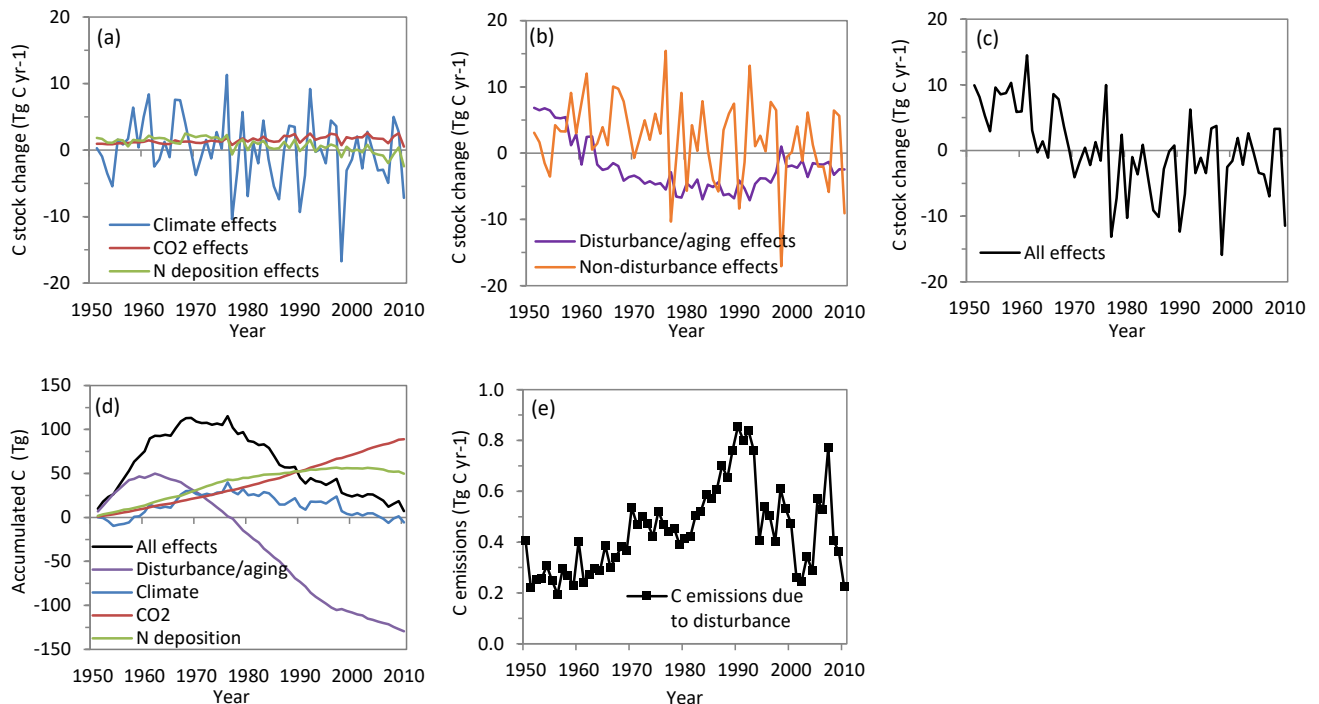 C stock change (Tg C yr-1)
20
10
0
-10
-20
(a)
Climate effects
CO2 effects
N deposition effects
1950 1960 1970 1980 1990 2000 2010
Year
C stock change (Tg C yr-1)
20
10
0
-10
-20
(b)
Disturbance/aging effects
Non-disturbance effects
1950 1960 1970 1980 1990 2000 2010
Year
C stock change (Tg C yr-1)
20
10
0
-10
-20
(c)
All effects
1950 1960 1970 1980 1990 2000 2010
Year
Accumulated C (Tg)
150
100
50
0
-50
-100
-150
(d)
All effects
Disturbance/aging
Climate
CO2
N deposition
1950 1960 1970 1980 1990 2000 2010
Year
C emissions (Tg C yr-1)
1.0
0.8
0.6
0.4
0.2
0.0
(e)
C emissions due
to disturbance
1950 1960 1970 1980 1990 2000 2010
Year